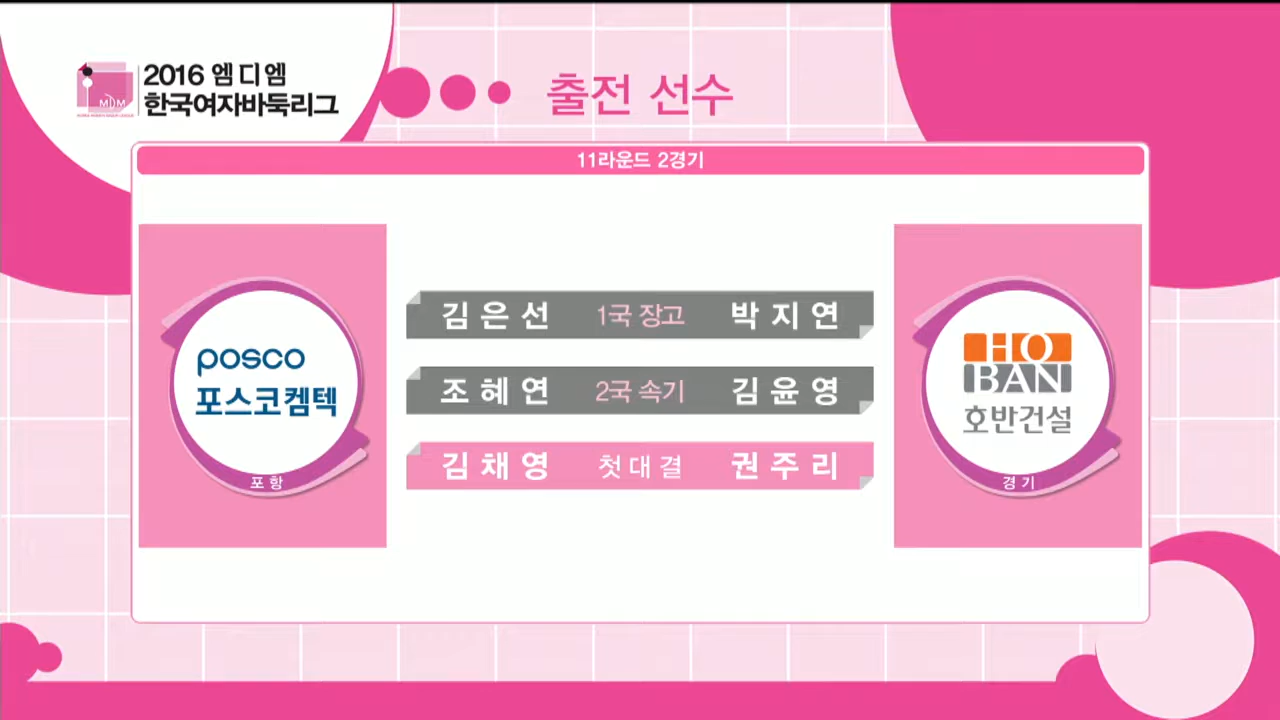 2016 엠디엠
한국여자바둑리그
MDM
출전 선수
11라운드 2경기
posco
포스코켐텍
포항
김은선 1국 장고 박지연
조혜연 2국 속기 김윤영
김채영 첫대결 권주리
HO
BAN
호반건설
경기